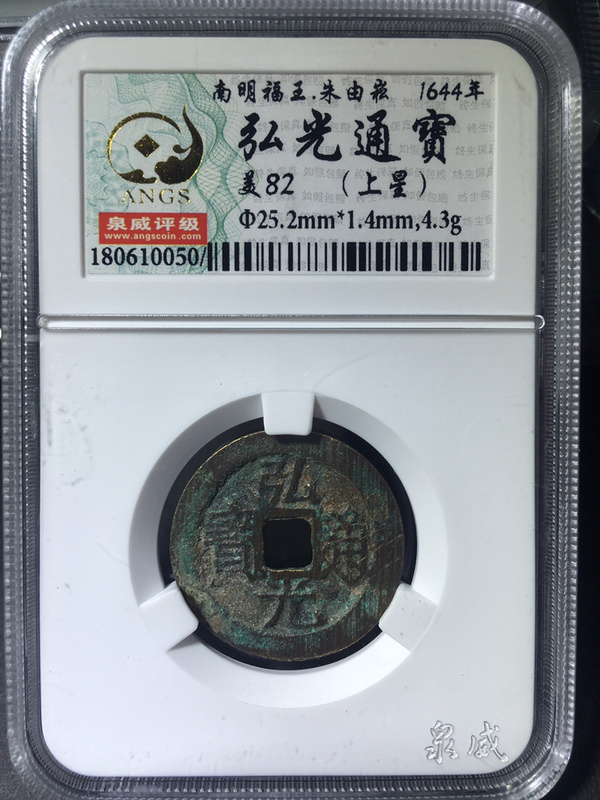 南明福王.朱由崧 1644年
弘光通寶
美82 (上星)
Φ25.2mm*1.4mm,4.3g
ANGS
泉威评级
www.angscoin.com
180610050/
弘光通寶
泉威